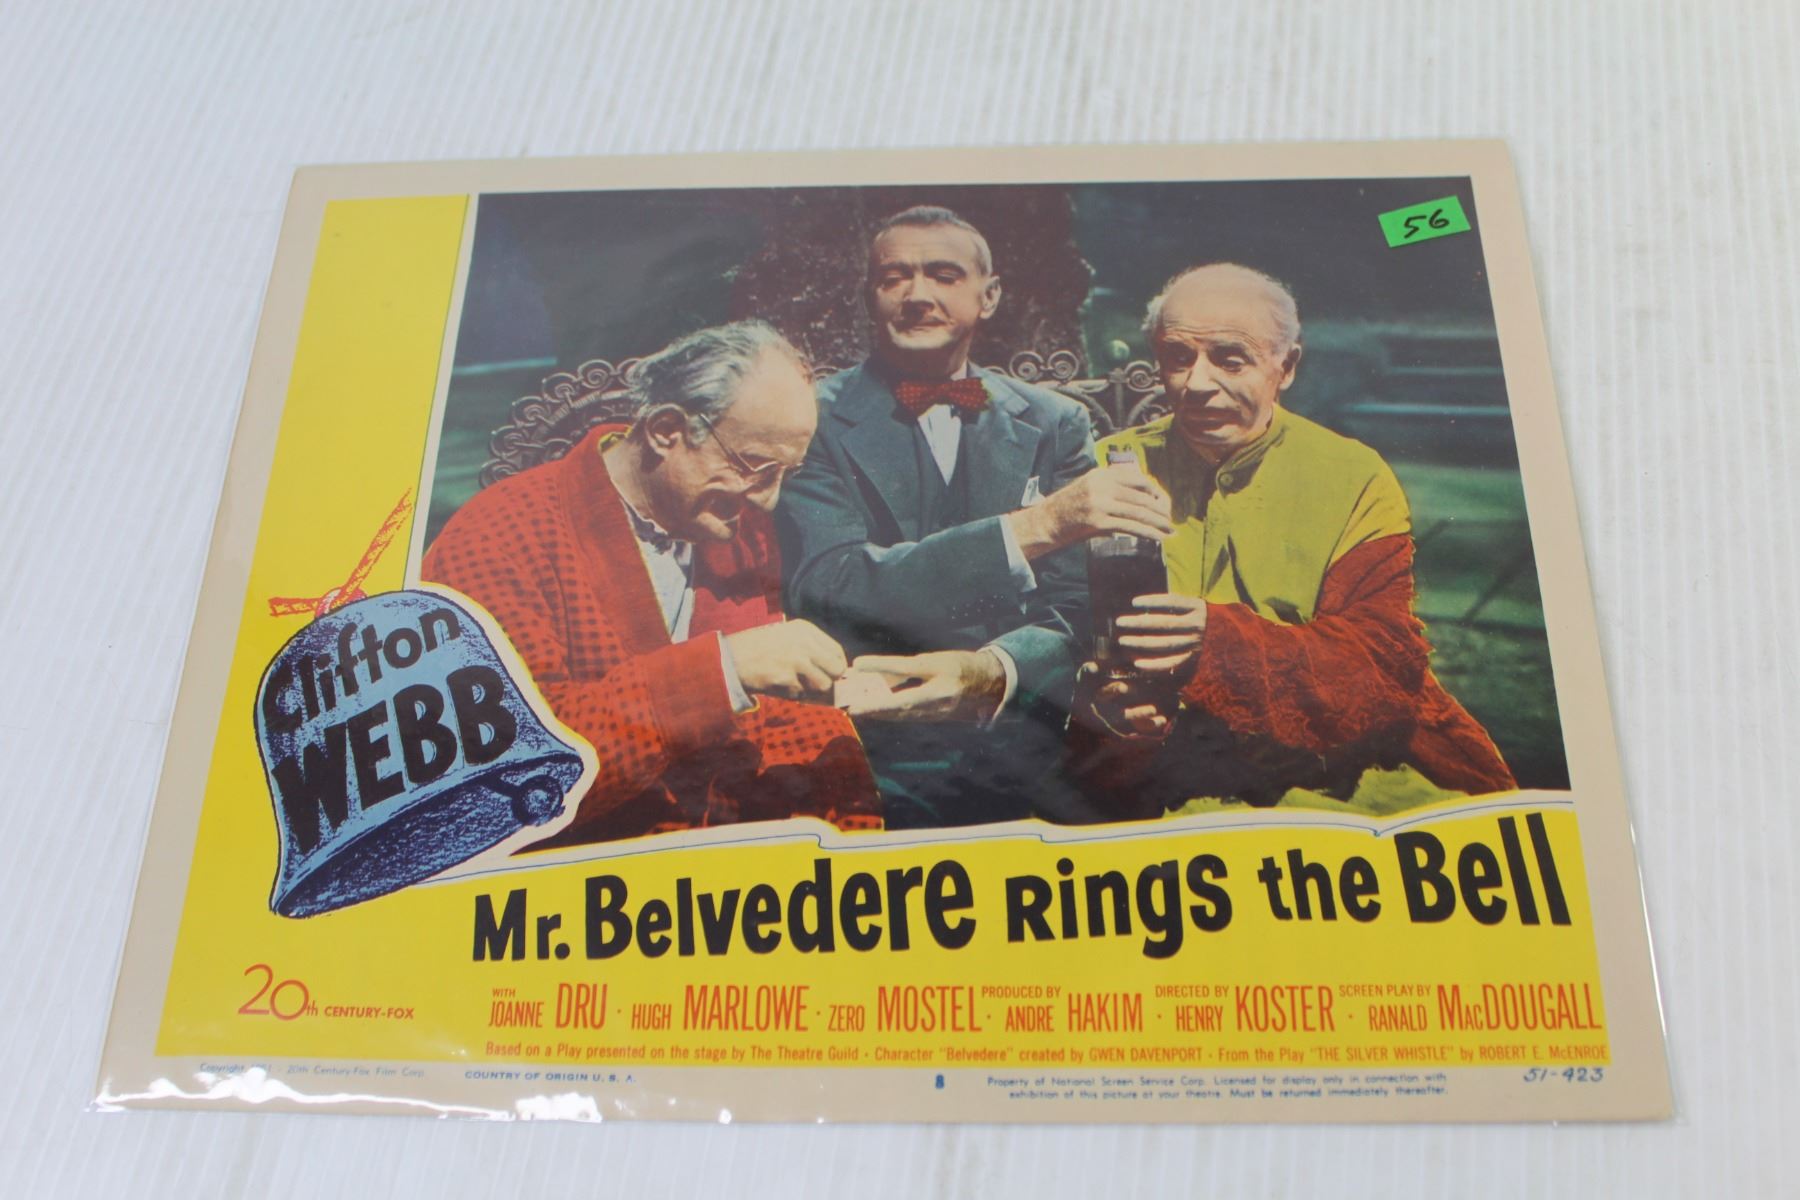 56
Clifton
WEBB
Mr. Belvedere Rings the Bell
20th CENTURY-FOX
WITH JOANNE DRU · HUGH MARLOWE · ZERO MOSTEL · PRODUCED BY ANDRE HAKIM · DIRECTED BY HENRY KOSTER · SCREEN PLAY BY RANALD MacDOUGALL
Based on a Play presented on the stage by The Theatre Guild · Character "Belvedere" created by GWEN DAVENPORT · From the Play "THE SILVER WHISTLE" by ROBERT E. McENROE
Copyright 1951 - 20th Century-Fox Film Corp.
COUNTRY OF ORIGIN U. S. A.
8
Property of National Screen Service Corp. Licensed for display only in connection with
exhibition of this picture at your theatre. Must be returned immediately thereafter.
51-423